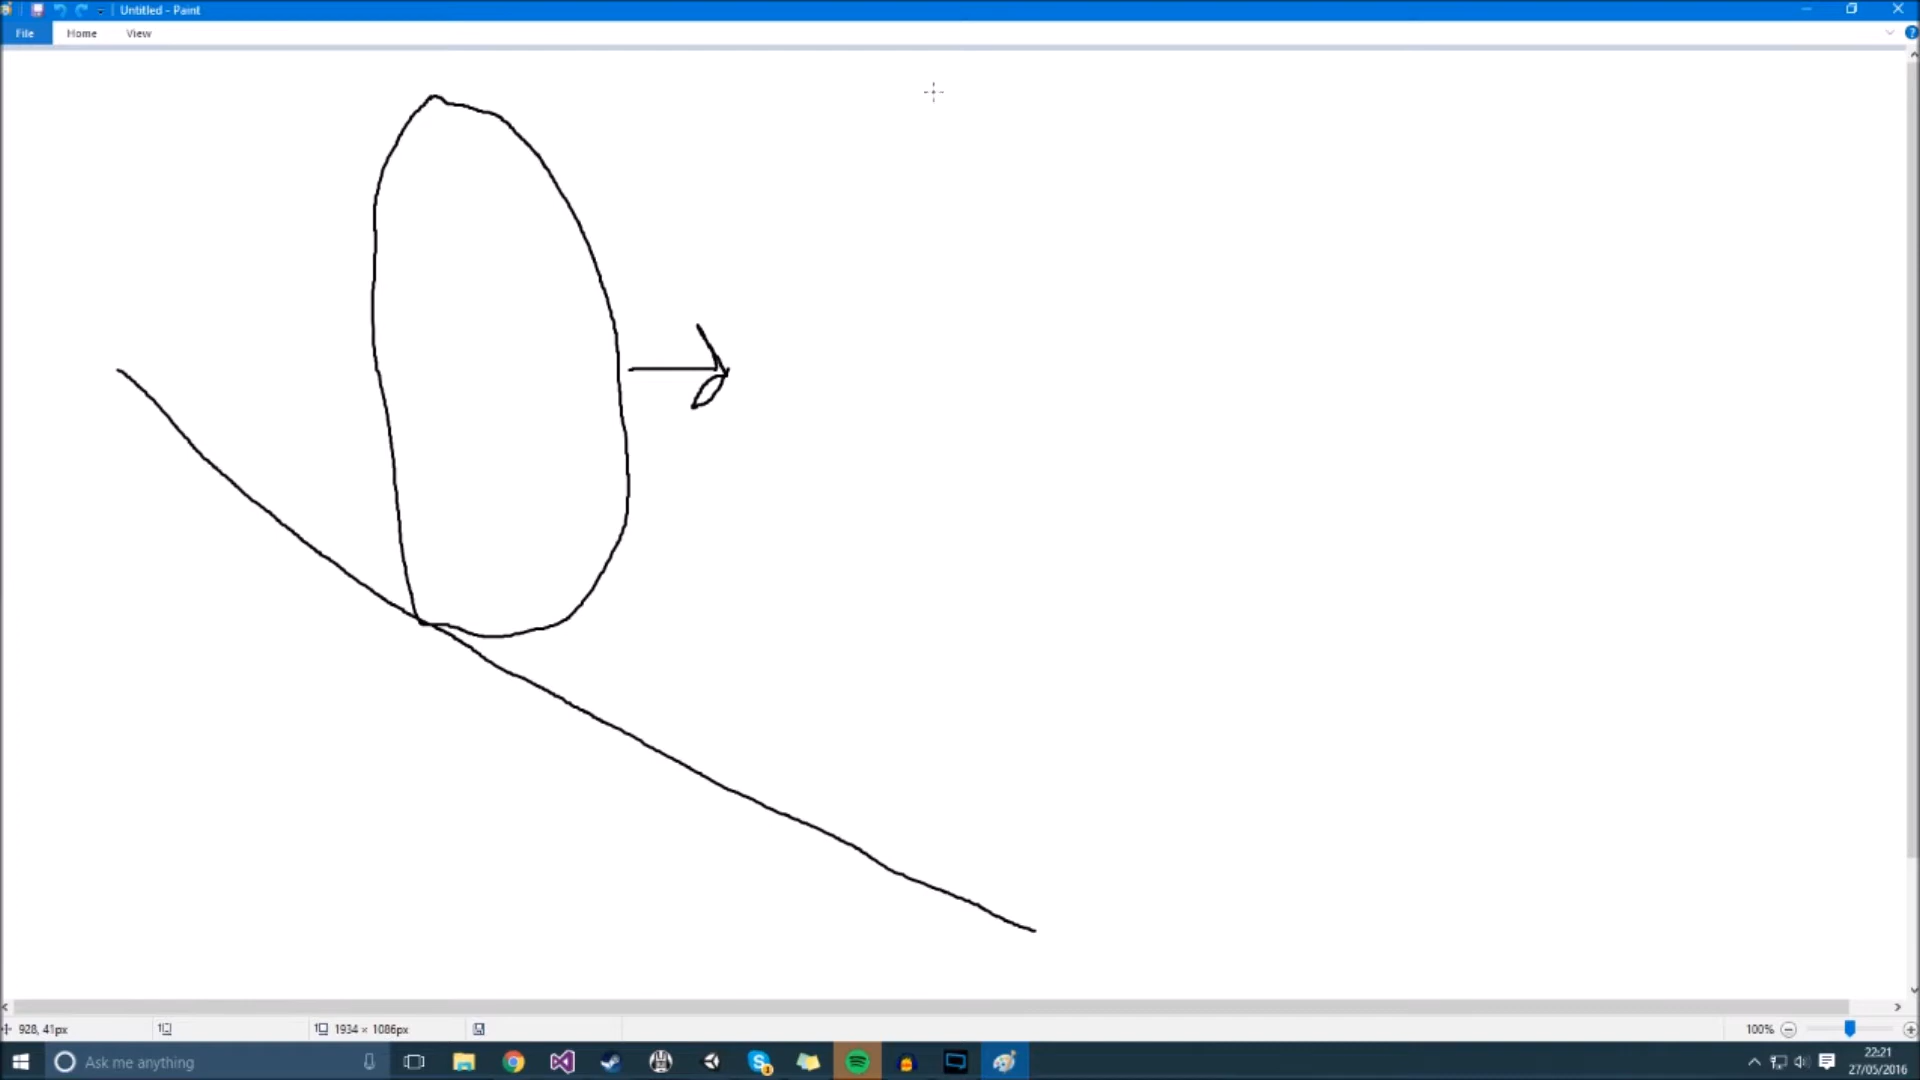 Untitled - Paint
File Home View
928, 41px
1934 × 1086px
100%
Ask me anything
22:21
27/05/2016